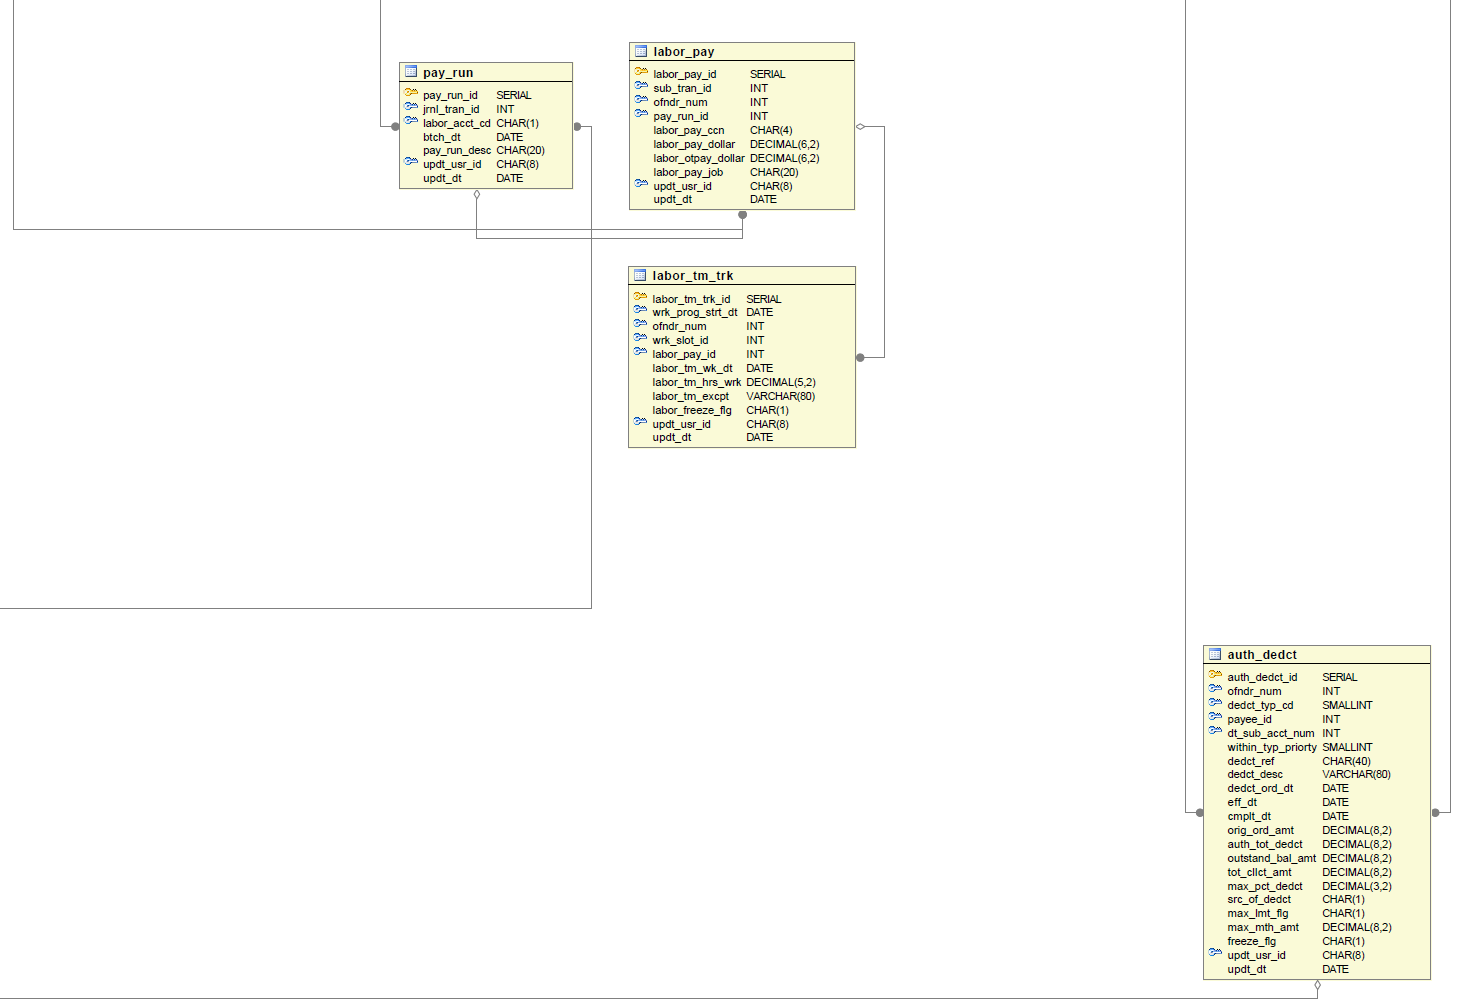 pay_run
pay_run_id SERIAL
jrnl_tran_id INT
labor_acct_cd CHAR(1)
btch_dt DATE
pay_run_desc CHAR(20)
updt_usr_id CHAR(8)
updt_dt DATE
labor_pay
labor_pay_id SERIAL
sub_tran_id INT
ofndr_num INT
pay_run_id INT
labor_pay_ccn CHAR(4)
labor_pay_dollar DECIMAL(6,2)
labor_otpay_dollar DECIMAL(6,2)
labor_pay_job CHAR(20)
updt_usr_id CHAR(8)
updt_dt DATE
labor_tm_trk
labor_tm_trk_id SERIAL
wrk_prog_strt_dt DATE
ofndr_num INT
wrk_slot_id INT
labor_pay_id INT
labor_tm_wk_dt DATE
labor_tm_hrs_wrk DECIMAL(5,2)
labor_tm_excpt VARCHAR(80)
labor_freeze_flg CHAR(1)
updt_usr_id CHAR(8)
updt_dt DATE
auth_dedct
auth_dedct_id SERIAL
ofndr_num INT
dedct_typ_cd SMALLINT
payee_id INT
dt_sub_acct_num INT
within_typ_priorty SMALLINT
dedct_ref CHAR(40)
dedct_desc VARCHAR(80)
dedct_ord_dt DATE
eff_dt DATE
cmplt_dt DATE
orig_ord_amt DECIMAL(8,2)
auth_tot_dedct DECIMAL(8,2)
outstand_bal_amt DECIMAL(8,2)
tot_cllct_amt DECIMAL(8,2)
max_pct_dedct DECIMAL(3,2)
src_of_dedct CHAR(1)
max_lmt_flg CHAR(1)
max_mth_amt DECIMAL(8,2)
freeze_flg CHAR(1)
updt_usr_id CHAR(8)
updt_dt DATE